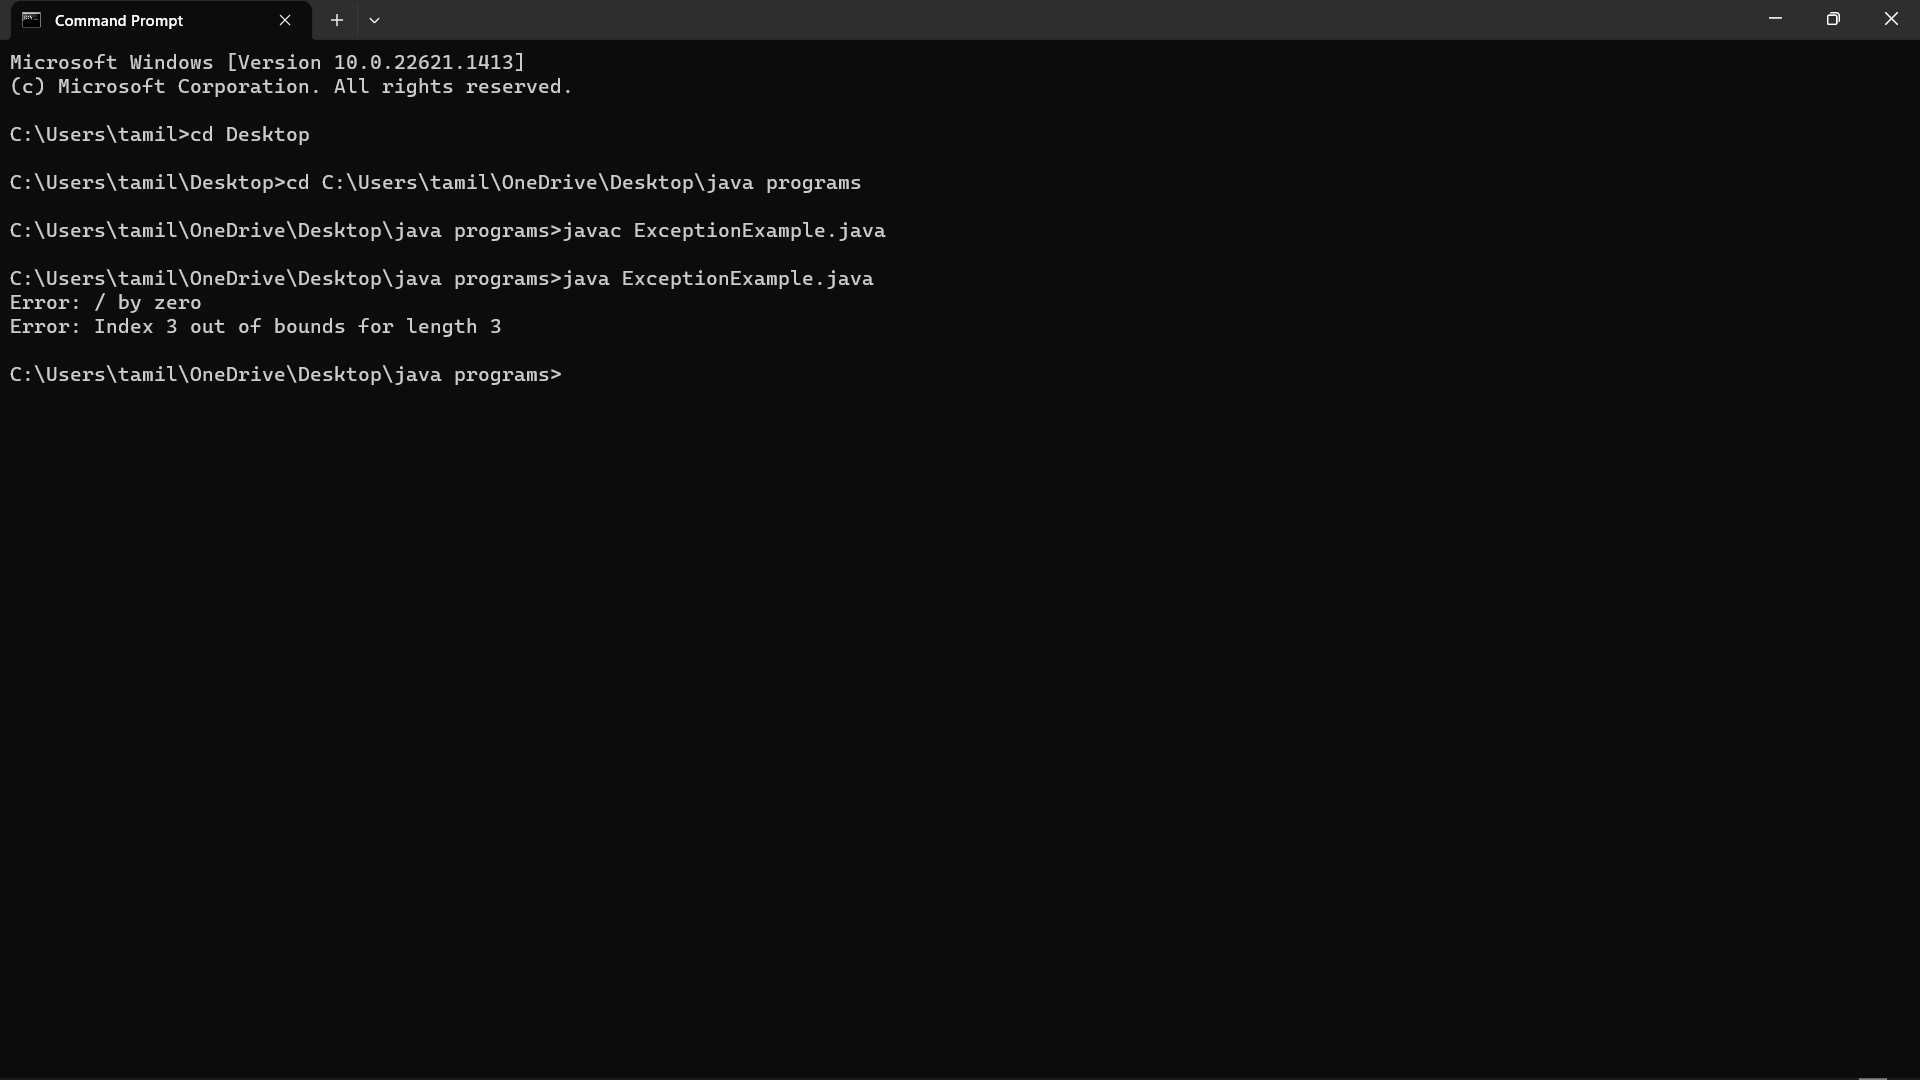 Command Prompt
Microsoft Windows [Version 10.0.22621.1413]
(c) Microsoft Corporation. All rights reserved.
C:\Users\tamil>cd Desktop
C:\Users\tamil\Desktop>cd C:\Users\tamil\OneDrive\Desktop\java programs
C:\Users\tamil\OneDrive\Desktop\java programs>javac ExceptionExample.java
C:\Users\tamil\OneDrive\Desktop\java programs>java ExceptionExample.java
Error: / by zero
Error: Index 3 out of bounds for length 3
C:\Users\tamil\OneDrive\Desktop\java programs>